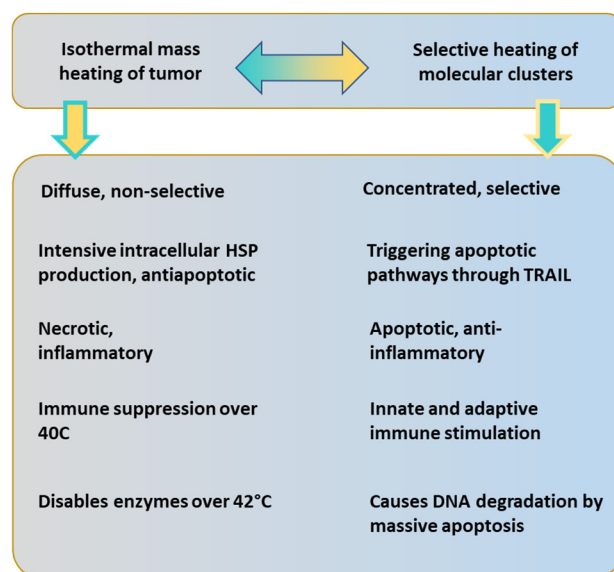 Isothermal mass
heating of tumor
Selective heating of
molecular clusters
Diffuse, non-selective
Concentrated, selective
Intensive intracellular HSP
production, antiapoptotic
Triggering apoptotic
pathways through TRAIL
Necrotic,
inflammatory
Apoptotic, anti-
inflammatory
Immune suppression over
40C
Innate and adaptive
immune stimulation
Disables enzymes over 42°C
Causes DNA degradation by
massive apoptosis